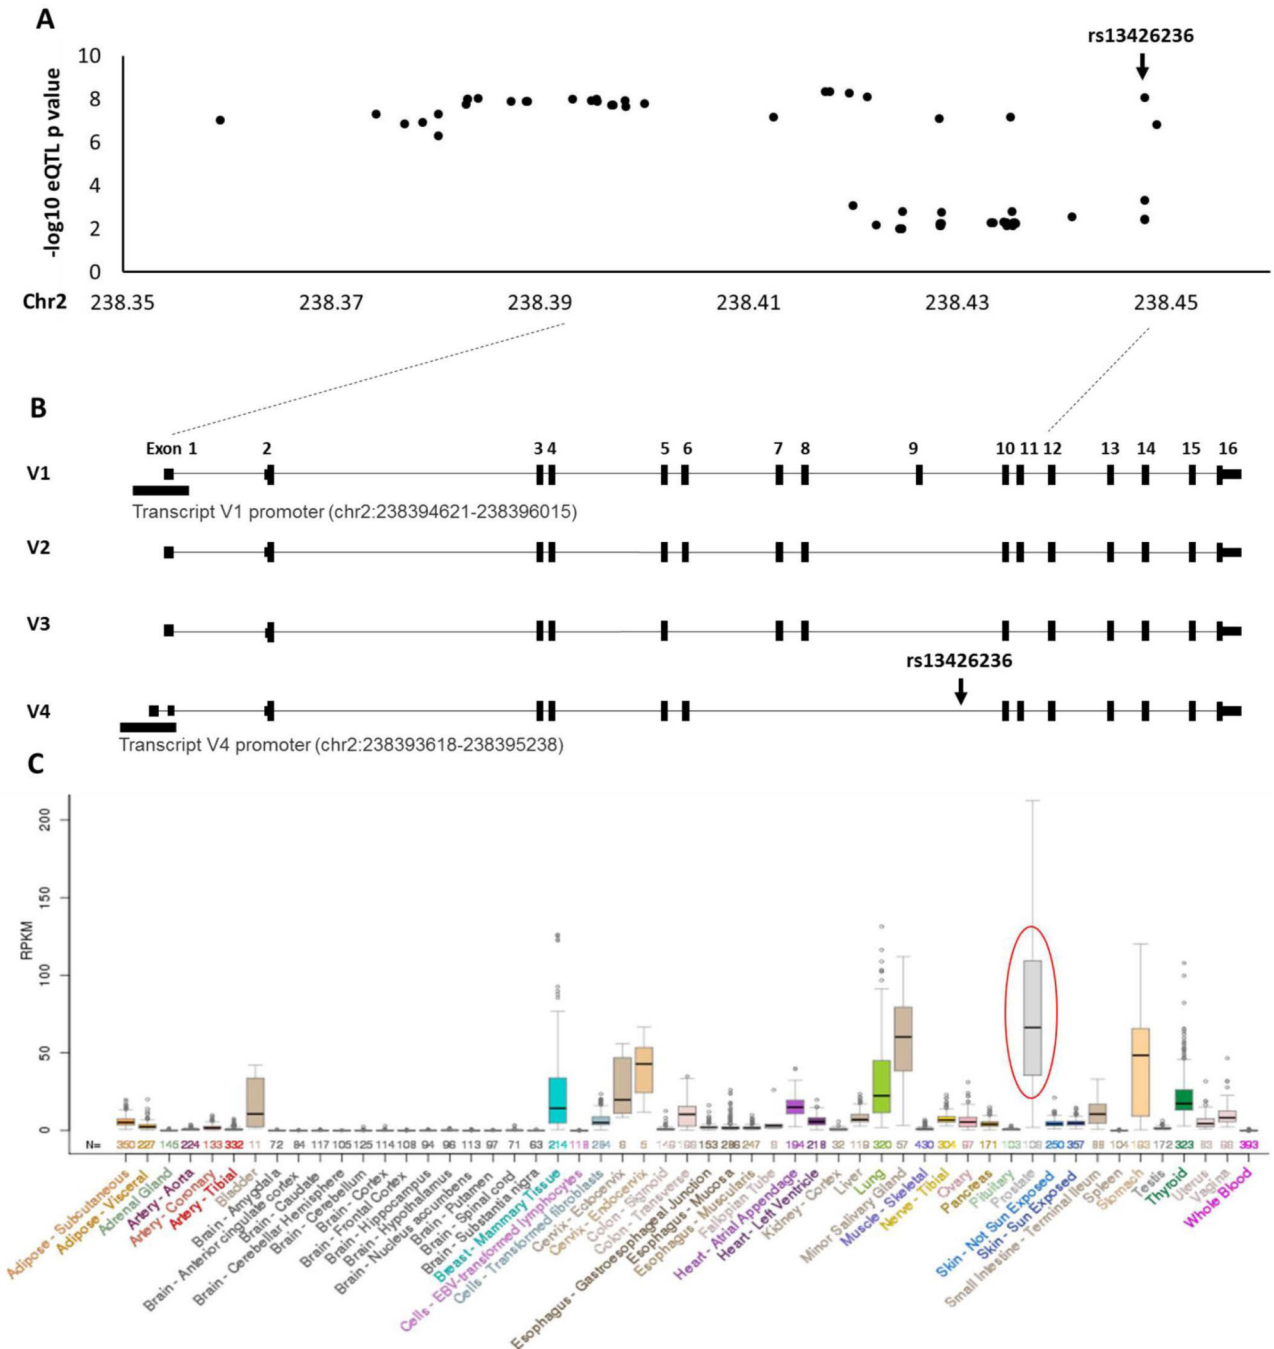 A
rs13426236
-log10 eQTL p value
10
8
6
4
2
0
Chr2 238.35 238.37 238.39 238.41 238.43 238.45
B
Exon 1 2 3 4 5 6 7 8 9 10 11 12 13 14 15 16
V1
Transcript V1 promoter (chr2:238394621-238396015)
V2
V3
rs13426236
V4
Transcript V4 promoter (chr2:238393618-238395238)
C
RPKM
200
150
100
50
0
N= 350 227 145 224 133 332 11 72 84 117 105 125 114 108 94 96 113 97 71 63 214 118 284 6 5 149 196 153 286 247 6 194 218 32 119 320 57 430 304 97 171 103 106 250 357 88 104 193 172 323 83 96 393
Adipose - Subcutaneous
Adipose - Visceral
Adrenal Gland
Artery - Aorta
Artery - Coronary
Artery - Tibial
Bladder
Brain - Amygdala
Brain - Anterior cingulate cortex
Brain - Caudate
Brain - Cerebellar Hemisphere
Brain - Cerebellum
Brain - Cortex
Brain - Frontal Cortex
Brain - Hippocampus
Brain - Hypothalamus
Brain - Nucleus accumbens
Brain - Putamen
Brain - Spinal cord
Brain - Substantia nigra
Breast - Mammary Tissue
Cells - EBV-transformed lymphocytes
Cells - Transformed fibroblasts
Cervix - Ectocervix
Cervix - Endocervix
Colon - Sigmoid
Colon - Transverse
Esophagus - Gastroesophageal Junction
Esophagus - Mucosa
Esophagus - Muscularis
Fallopian Tube
Heart - Atrial Appendage
Heart - Left Ventricle
Kidney - Cortex
Liver
Lung
Minor Salivary Gland
Muscle - Skeletal
Nerve - Tibial
Ovary
Pancreas
Pituitary
Prostate
Skin - Not Sun Exposed
Skin - Sun Exposed
Small Intestine - Terminal Ileum
Spleen
Stomach
Testis
Thyroid
Uterus
Vagina
Whole Blood